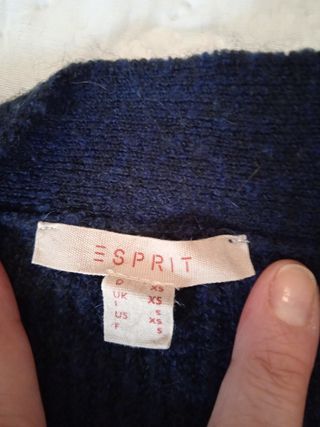 ESPRIT
D XS
UK XS
I S
US XS
F S